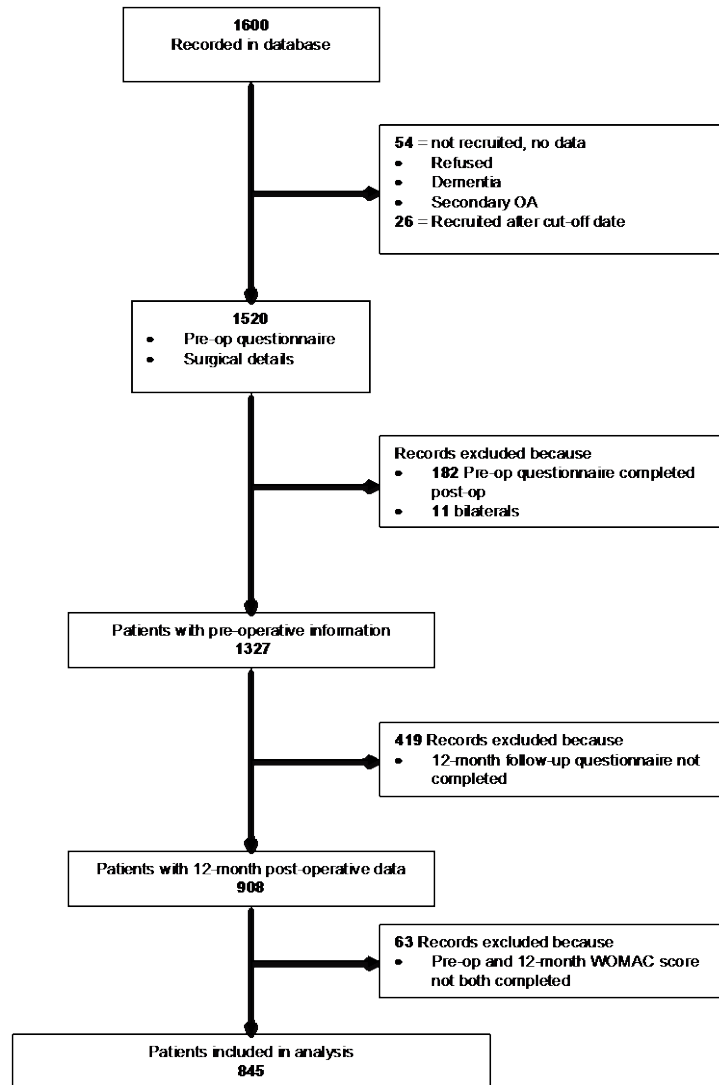 1600
Recorded in database
54 = not recruited, no data
• Refused
• Dementia
• Secondary OA
26 = Recruited after cut-off date
1520
• Pre-op questionnaire
• Surgical details
Records excluded because
• 182 Pre-op questionnaire completed
post-op
• 11 bilaterals
Patients with pre-operative information
1327
419 Records excluded because
• 12-month follow-up questionnaire not
completed
Patients with 12-month post-operative data
908
63 Records excluded because
• Pre-op and 12-month WOMAC score
not both completed
Patients included in analysis
845